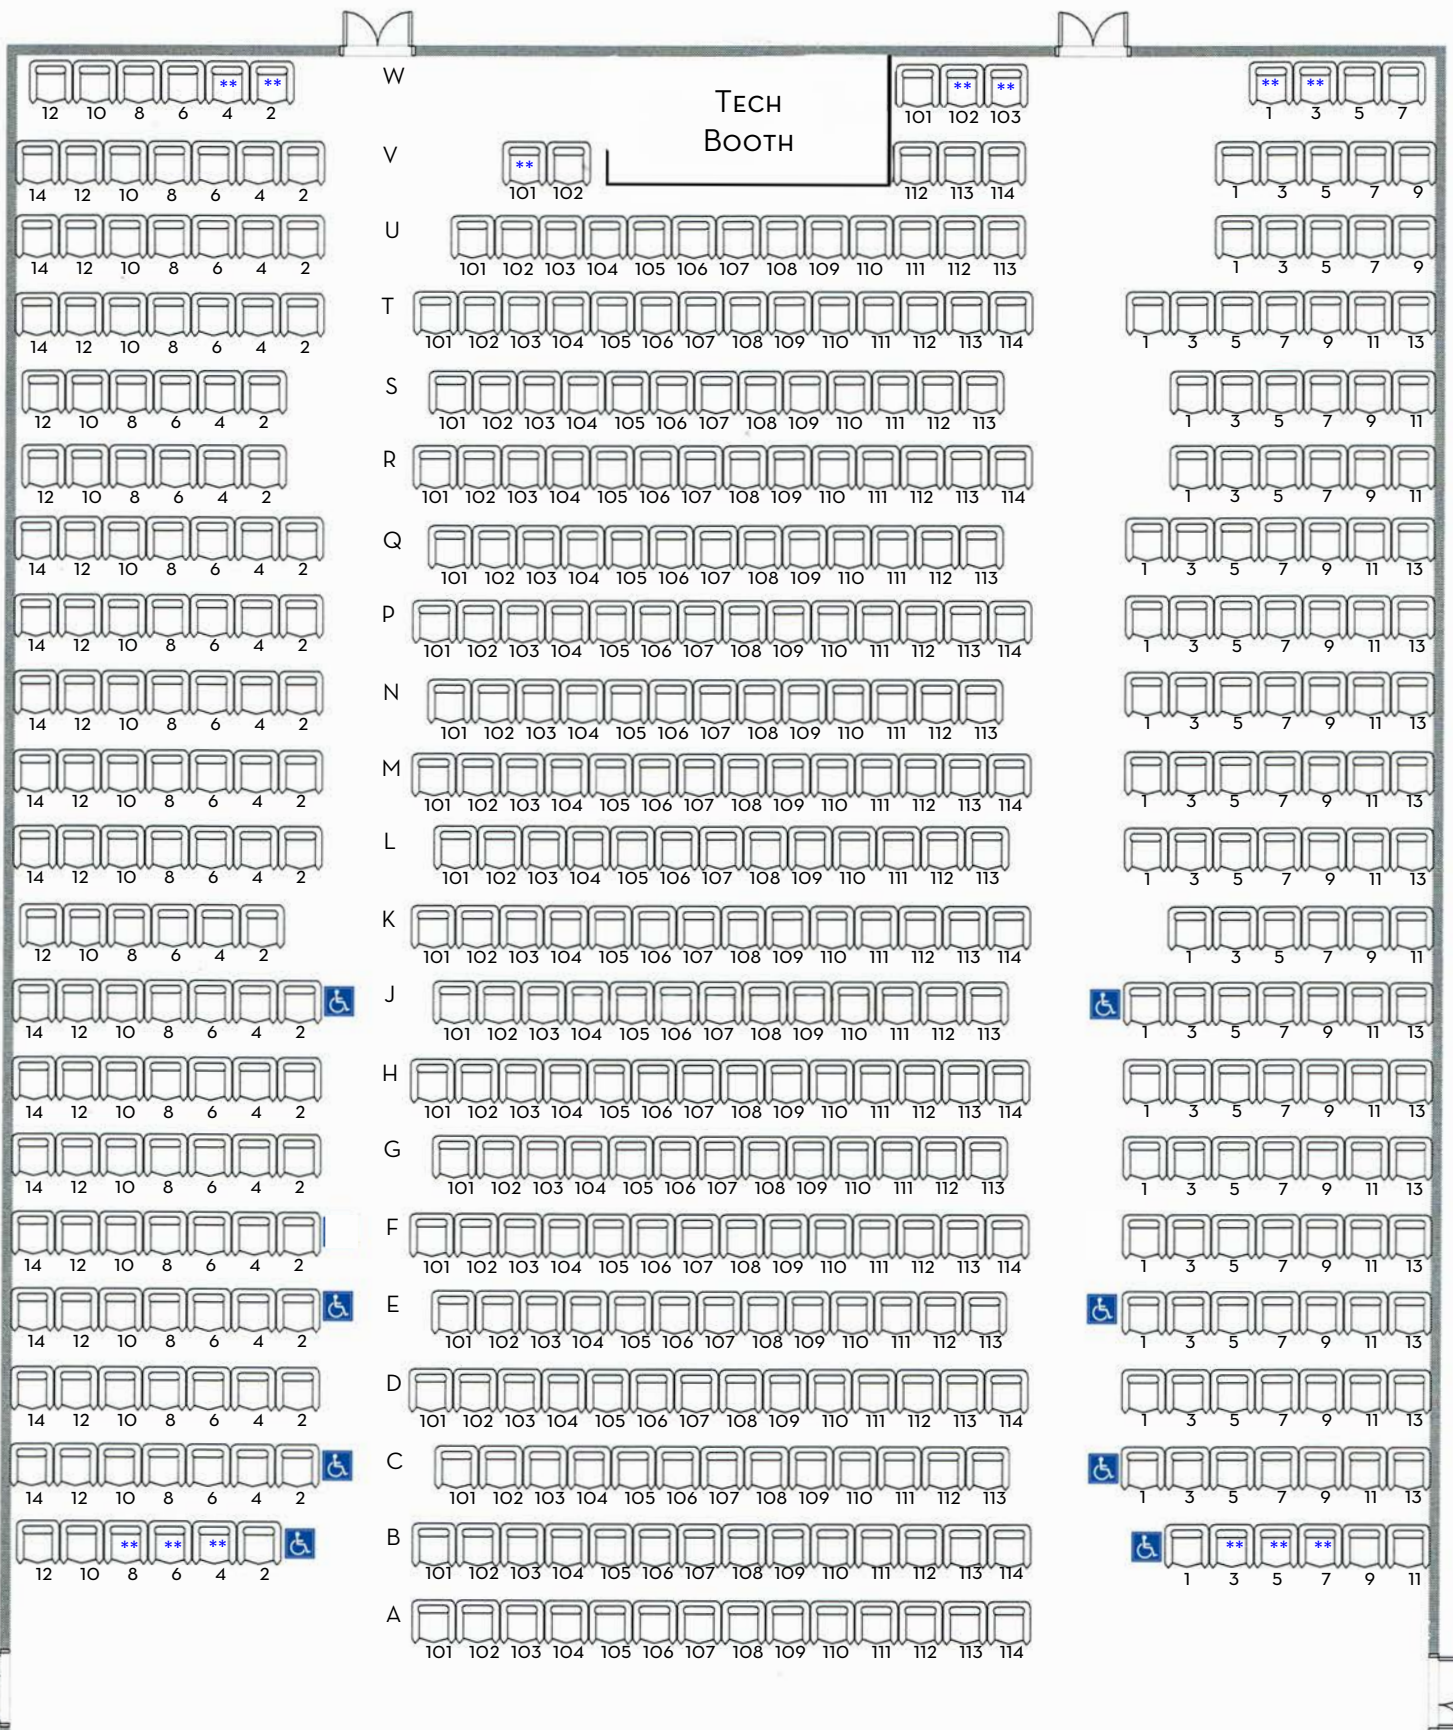 ** ** W ** ** ** **
12 10 8 6 4 2 TECH 101 102 103 1 3 5 7
BOOTH
V **
14 12 10 8 6 4 2 101 102 112 113 114 1 3 5 7 9
U
14 12 10 8 6 4 2 101 102 103 104 105 106 107 108 109 110 111 112 113 1 3 5 7 9
T
14 12 10 8 6 4 2 101 102 103 104 105 106 107 108 109 110 111 112 113 114 1 3 5 7 9 11 13
S
12 10 8 6 4 2 101 102 103 104 105 106 107 108 109 110 111 112 113 1 3 5 7 9 11
R
12 10 8 6 4 2 101 102 103 104 105 106 107 108 109 110 111 112 113 114 1 3 5 7 9 11
Q
14 12 10 8 6 4 2 101 102 103 104 105 106 107 108 109 110 111 112 113 1 3 5 7 9 11 13
P
14 12 10 8 6 4 2 101 102 103 104 105 106 107 108 109 110 111 112 113 114 1 3 5 7 9 11 13
N
14 12 10 8 6 4 2 101 102 103 104 105 106 107 108 109 110 111 112 113 1 3 5 7 9 11 13
M
14 12 10 8 6 4 2 101 102 103 104 105 106 107 108 109 110 111 112 113 114 1 3 5 7 9 11 13
L
14 12 10 8 6 4 2 101 102 103 104 105 106 107 108 109 110 111 112 113 1 3 5 7 9 11 13
K
12 10 8 6 4 2 101 102 103 104 105 106 107 108 109 110 111 112 113 114 1 3 5 7 9 11
J
14 12 10 8 6 4 2 101 102 103 104 105 106 107 108 109 110 111 112 113 1 3 5 7 9 11 13
H
14 12 10 8 6 4 2 101 102 103 104 105 106 107 108 109 110 111 112 113 114 1 3 5 7 9 11 13
G
14 12 10 8 6 4 2 101 102 103 104 105 106 107 108 109 110 111 112 113 1 3 5 7 9 11 13
F
14 12 10 8 6 4 2 101 102 103 104 105 106 107 108 109 110 111 112 113 114 1 3 5 7 9 11 13
E
14 12 10 8 6 4 2 101 102 103 104 105 106 107 108 109 110 111 112 113 1 3 5 7 9 11 13
D
14 12 10 8 6 4 2 101 102 103 104 105 106 107 108 109 110 111 112 113 114 1 3 5 7 9 11 13
C
14 12 10 8 6 4 2 101 102 103 104 105 106 107 108 109 110 111 112 113 1 3 5 7 9 11 13
** ** ** B ** ** **
12 10 8 6 4 2 101 102 103 104 105 106 107 108 109 110 111 112 113 114 1 3 5 7 9 11
A
101 102 103 104 105 106 107 108 109 110 111 112 113 114